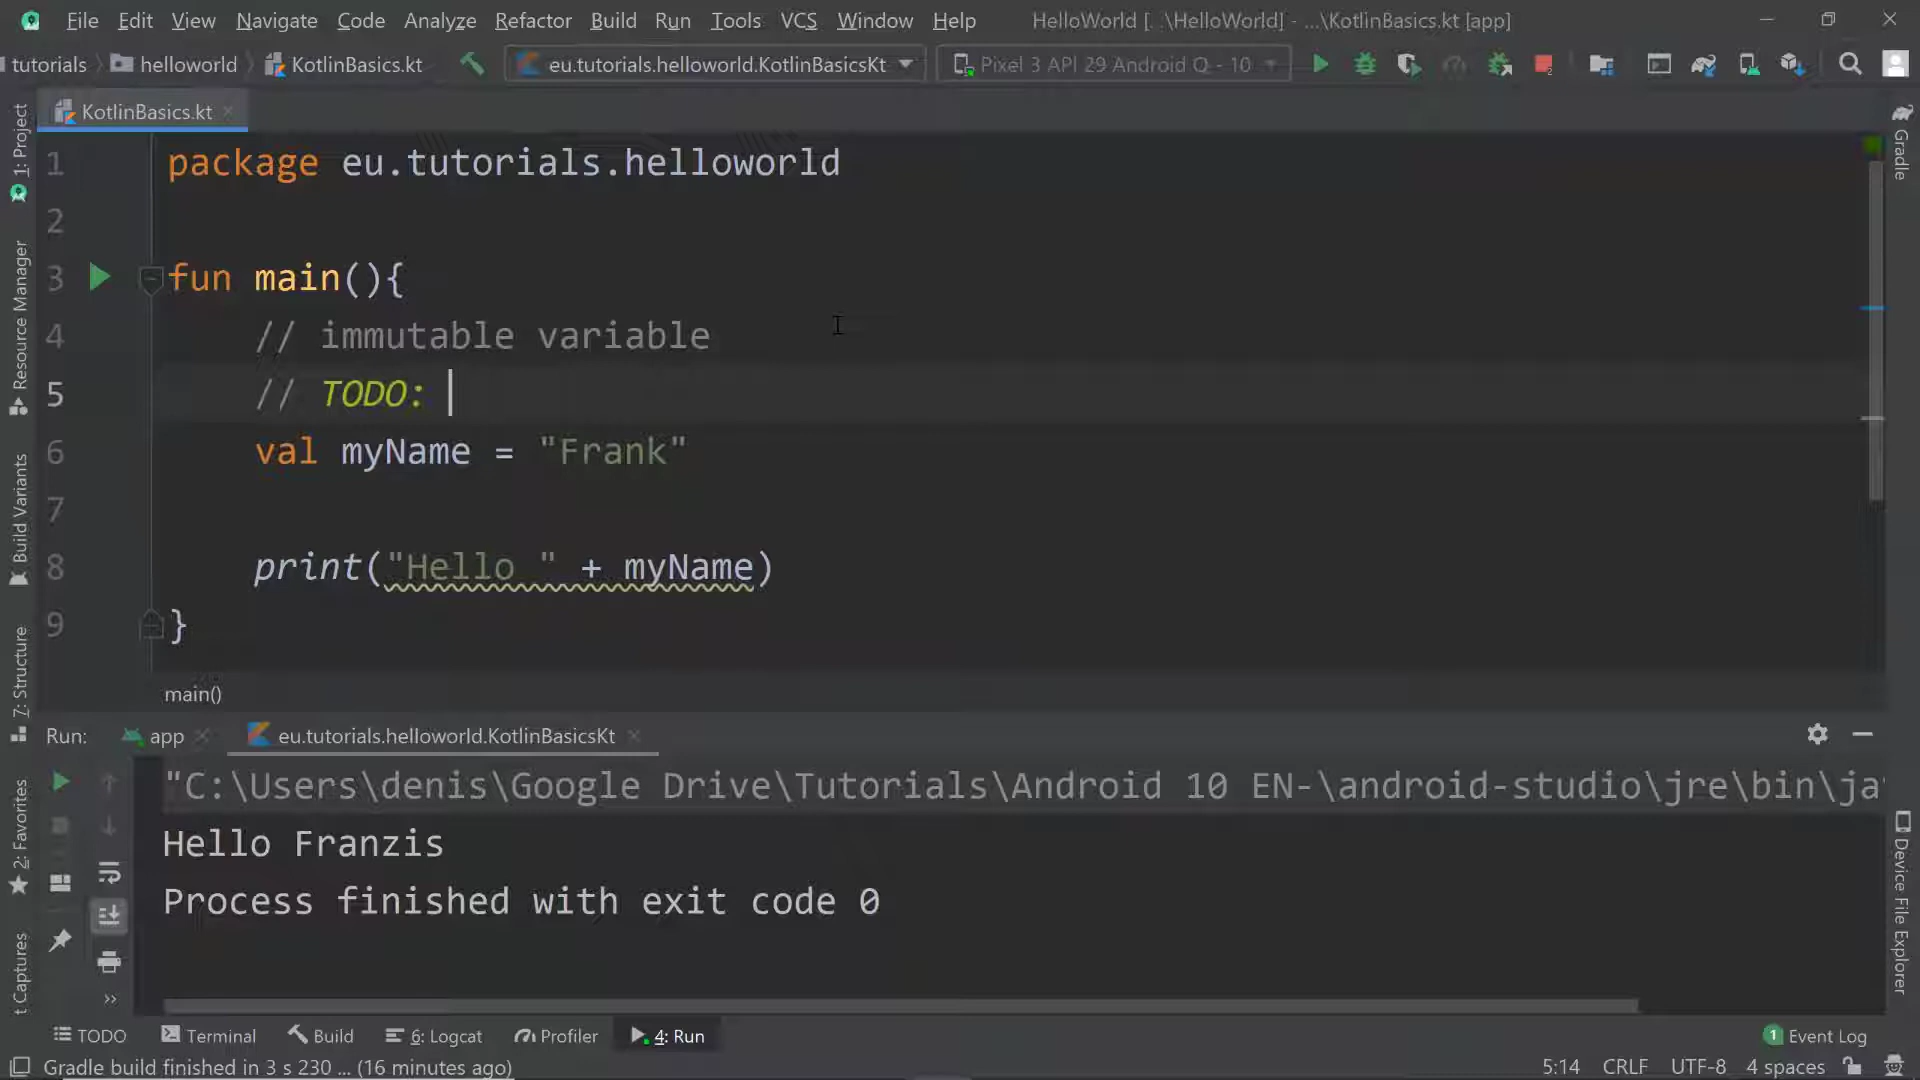 File Edit View Navigate Code Analyze Refactor Build Run Tools VCS Window Help HelloWorld [...\HelloWorld] - ...\KotlinBasics.kt [app]
tutorials helloworld KotlinBasics.kt eu.tutorials.helloworld.KotlinBasicsKt Pixel 3 API 29 Android Q - 10
KotlinBasics.kt
1 package eu.tutorials.helloworld
2
3 fun main(){
4 // immutable variable
5 // TODO:
6 val myName = "Frank"
7
8 print("Hello " + myName)
9 }
main()
1: Project
Resource Manager
Build Variants
7: Structure
2: Favorites
t Captures
Gradle
Device File Explorer
Run: app eu.tutorials.helloworld.KotlinBasicsKt
"C:\Users\denis\Google Drive\Tutorials\Android 10 EN-\android-studio\jre\bin\ja
Hello Franzis
Process finished with exit code 0
TODO Terminal Build 6: Logcat Profiler 4: Run 1 Event Log
Gradle build finished in 3 s 230 ... (16 minutes ago) 5:14 CRLF UTF-8 4 spaces